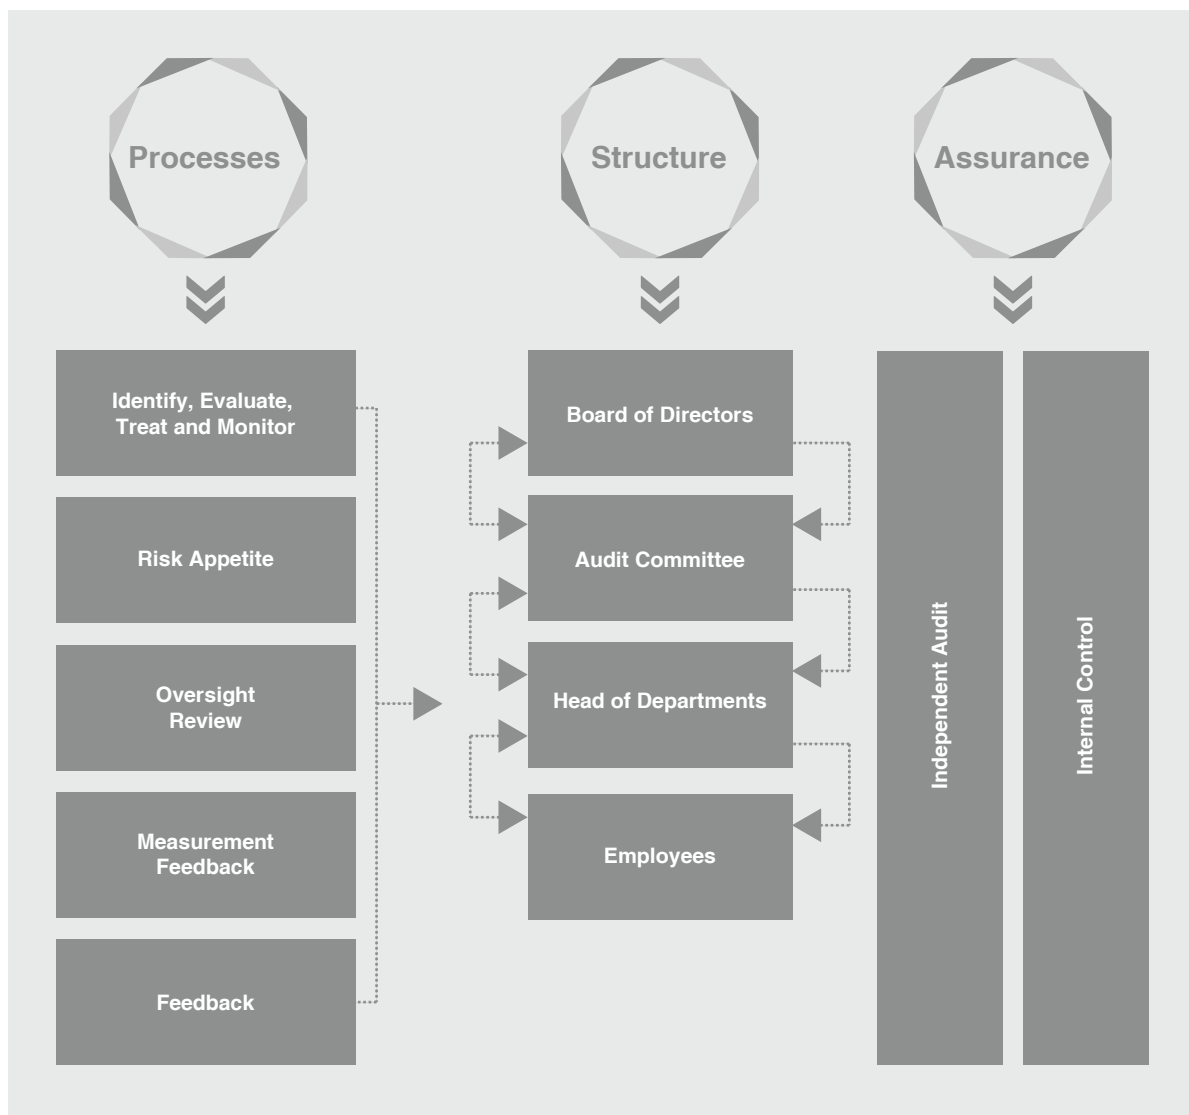 Processes
Structure
Assurance
Identify, Evaluate,
Treat and Monitor
Risk Appetite
Oversight
Review
Measurement
Feedback
Feedback
Board of Directors
Audit Committee
Head of Departments
Employees
Independent Audit
Internal Control